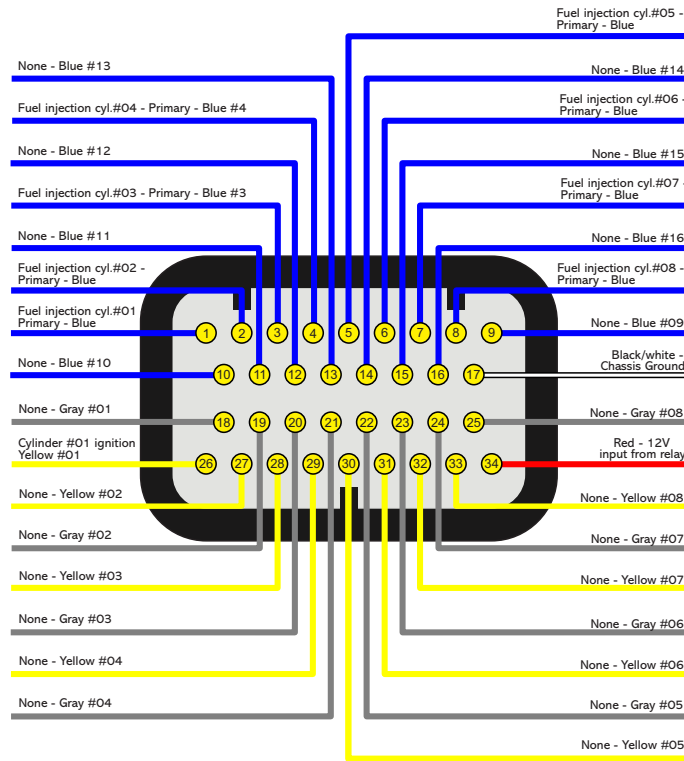 Fuel injection cyl.#05 -
Primary - Blue
None - Blue #13
None - Blue #14
Fuel injection cyl.#04 - Primary - Blue #4
Fuel injection cyl.#06 -
Primary - Blue
None - Blue #12
None - Blue #15
Fuel injection cyl.#03 - Primary - Blue #3
Fuel injection cyl.#07 -
Primary - Blue
None - Blue #11
None - Blue #16
Fuel injection cyl.#02 -
Primary - Blue
Fuel injection cyl.#08 -
Primary - Blue
Fuel injection cyl.#01
Primary - Blue
1 2 3 4 5 6 7 8 9
None - Blue #09
None - Blue #10
10 11 12 13 14 15 16 17
Black/white -
Chassis Ground
None - Gray #01
18 19 20 21 22 23 24 25
None - Gray #08
Cylinder #01 ignition
Yellow #01
26 27 28 29 30 31 32 33 34
Red - 12V
input from relay
None - Yellow #02
None - Yellow #08
None - Gray #02
None - Gray #07
None - Yellow #03
None - Yellow #07
None - Gray #03
None - Gray #06
None - Yellow #04
None - Yellow #06
None - Gray #04
None - Gray #05
None - Yellow #05